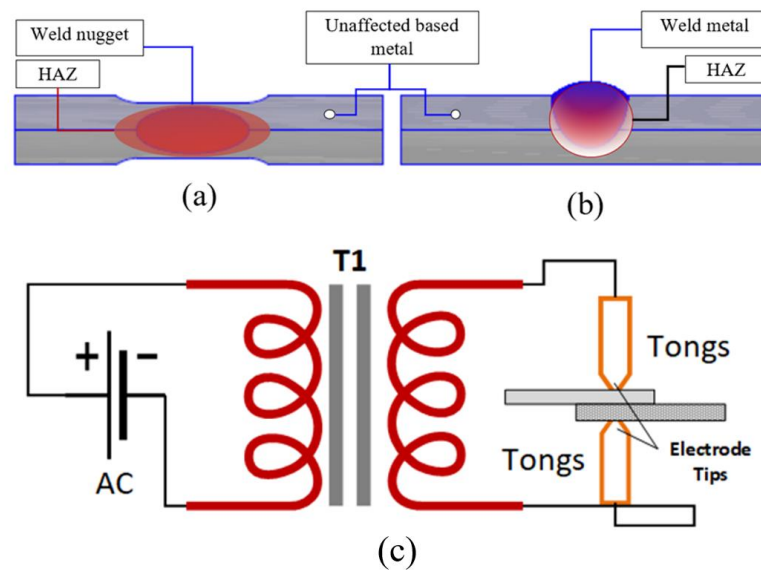 Weld nugget
HAZ
Unaffected based
metal
Weld metal
HAZ
(a)
(b)
T1
+ -
AC
Tongs
Tongs
Electrode
Tips
(c)